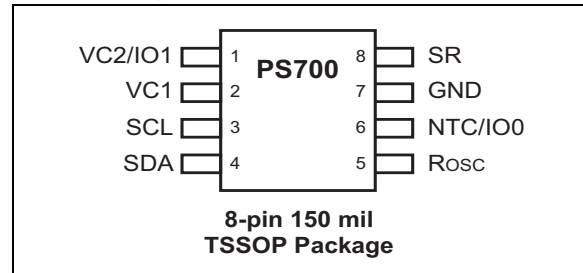 VC2/IO1 1 PS700 8 SR
VC1 2 7 GND
SCL 3 6 NTC/IO0
SDA 4 5 ROSC
8-pin 150 mil
TSSOP Package